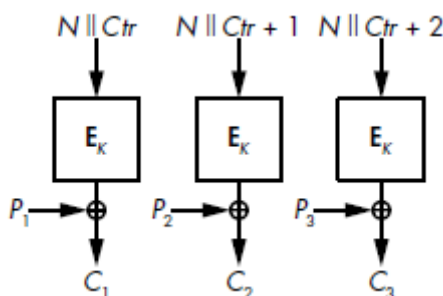 N || Ctr N || Ctr + 1 N || Ctr + 2
E_K E_K E_K
P_1 P_2 P_3
C_1 C_2 C_3